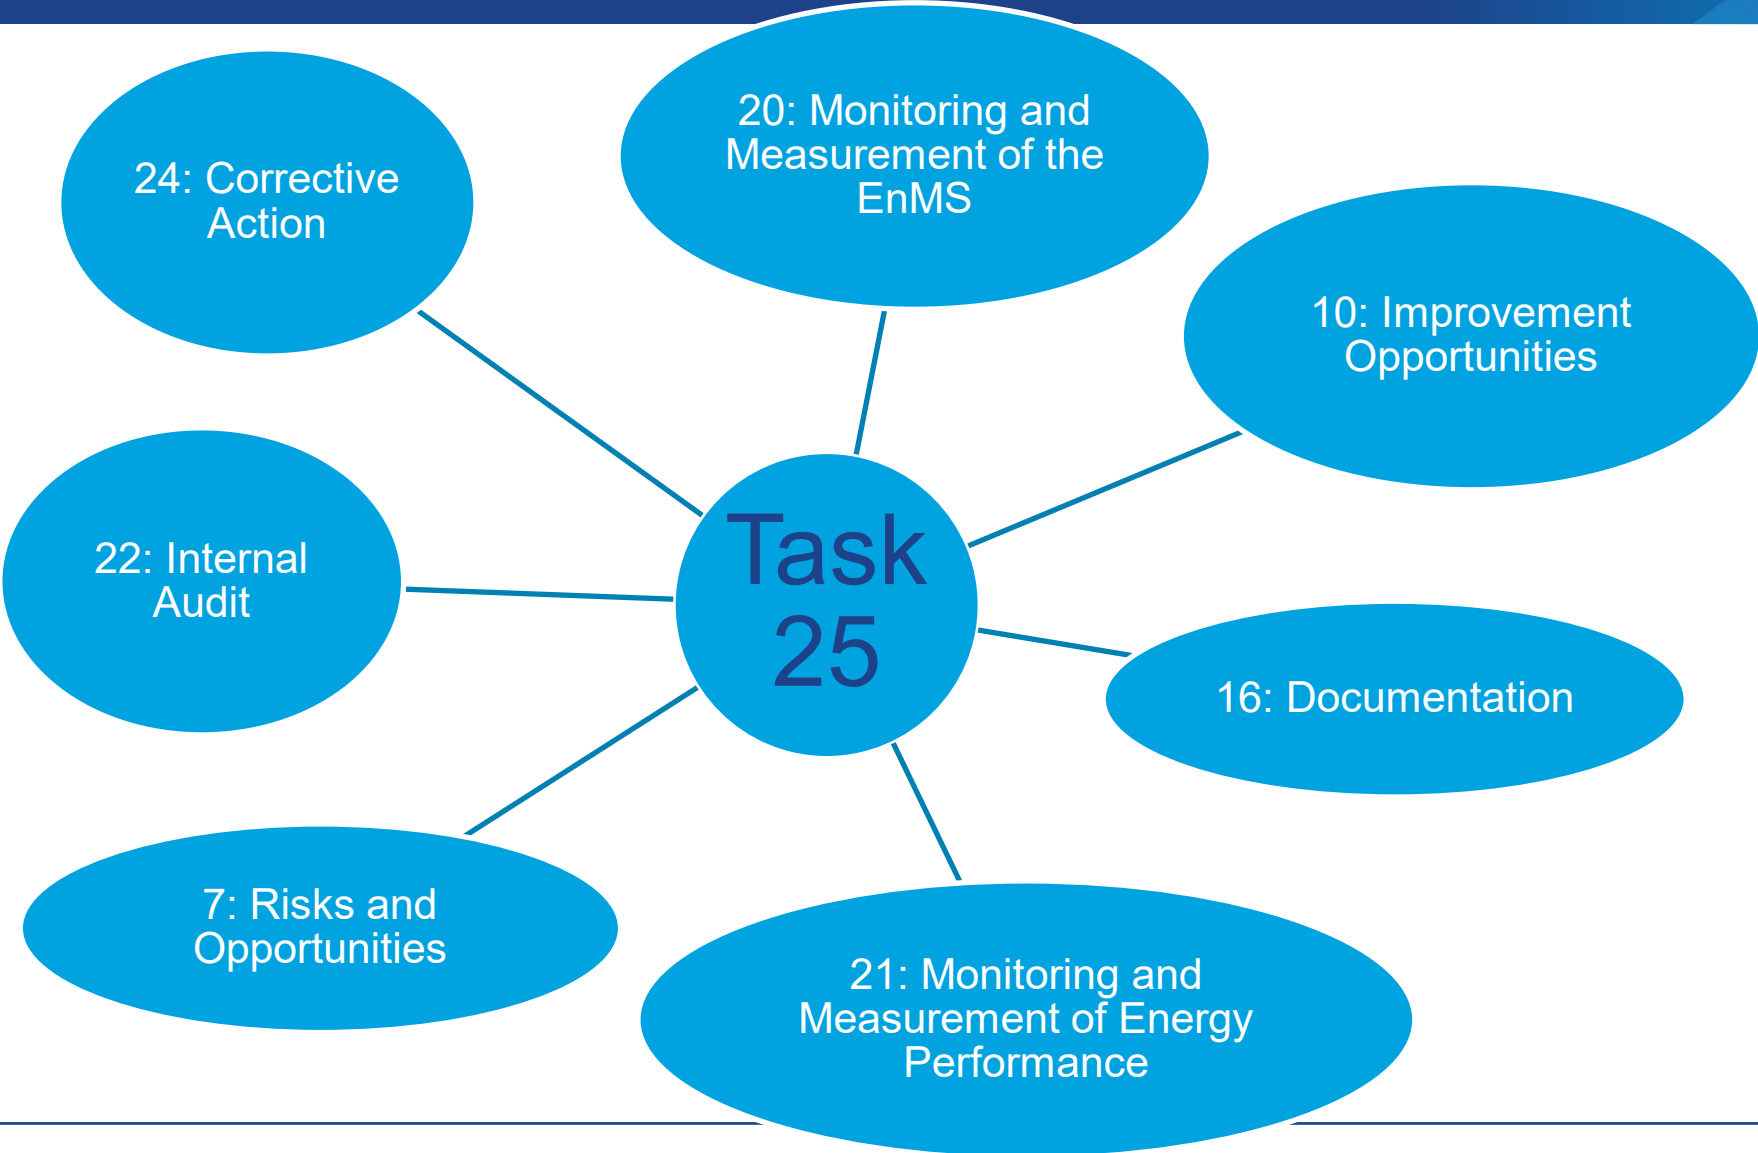 20: Monitoring and
Measurement of the
EnMS
24: Corrective
Action
10: Improvement
Opportunities
Task
25
22: Internal
Audit
16: Documentation
7: Risks and
Opportunities
21: Monitoring and
Measurement of Energy
Performance